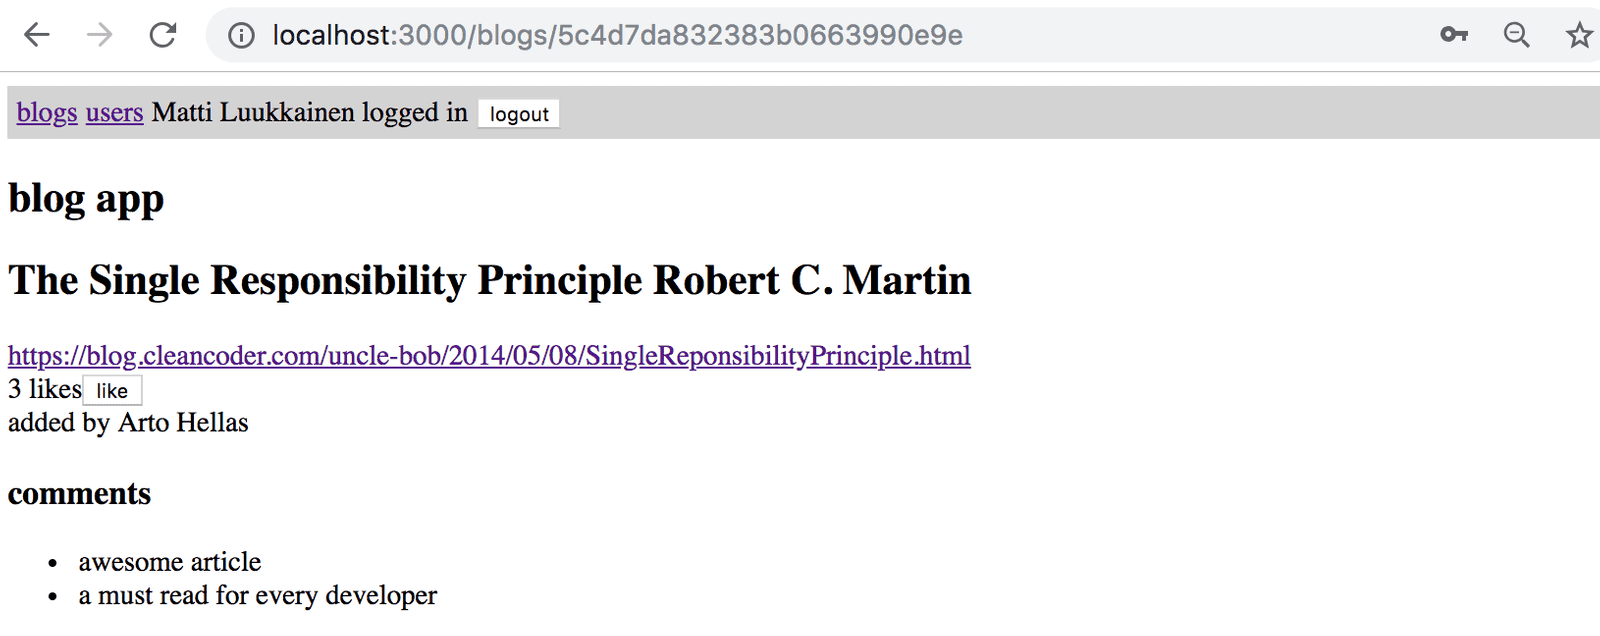 localhost:3000/blogs/5c4d7da832383b0663990e9e
blogs users Matti Luukkainen logged in logout
blog app
The Single Responsibility Principle Robert C. Martin
https://blog.cleancoder.com/uncle-bob/2014/05/08/SingleReponsibilityPrinciple.html
3 likes like
added by Arto Hellas
comments
• awesome article
• a must read for every developer